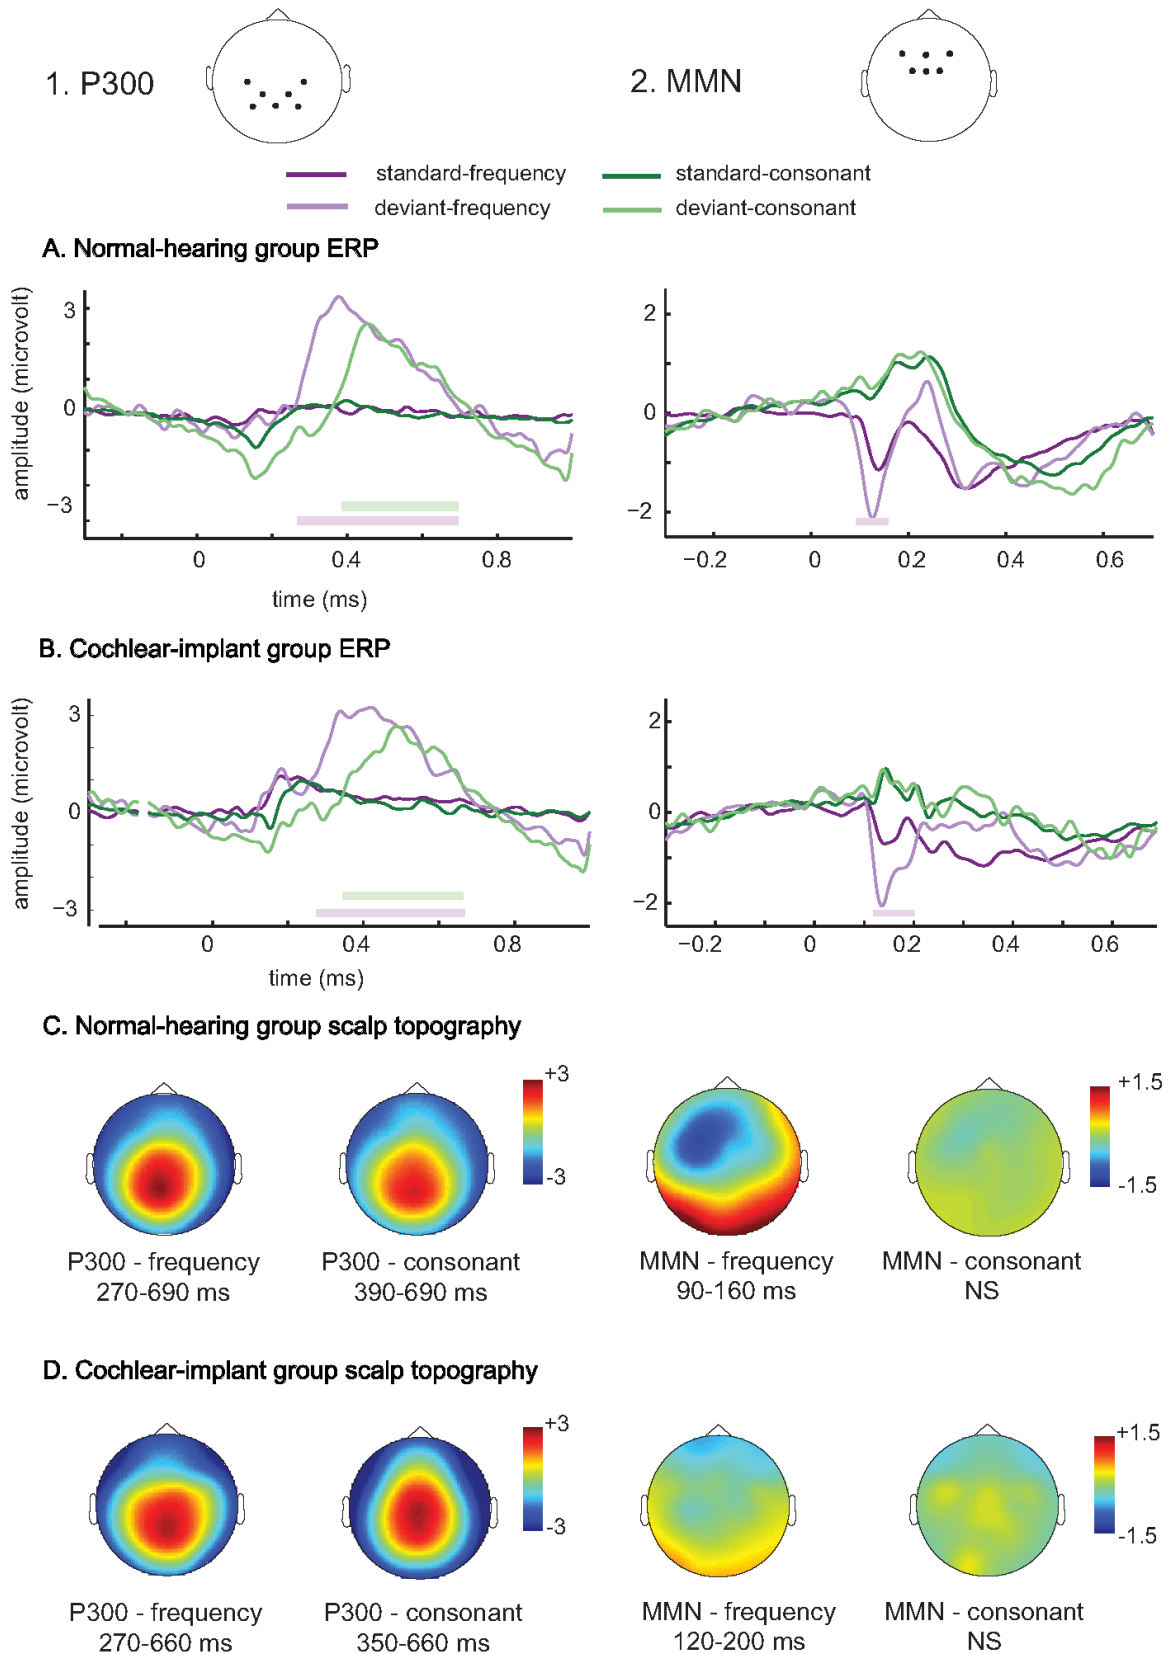 1. P300
2. MMN
standard-frequency
standard-consonant
deviant-frequency
deviant-consonant
A. Normal-hearing group ERP
amplitude (microvolt)
3
0
−3
0
0.4
0.8
time (ms)
2
0
−2
−0.2
0
0.2
0.4
0.6
B. Cochlear-implant group ERP
amplitude (microvolt)
3
0
−3
0
0.4
0.8
time (ms)
2
0
−2
−0.2
0
0.2
0.4
0.6
C. Normal-hearing group scalp topography
+3
-3
+1.5
-1.5
P300 - frequency
270-690 ms
P300 - consonant
390-690 ms
MMN - frequency
90-160 ms
MMN - consonant
NS
D. Cochlear-implant group scalp topography
+3
-3
+1.5
-1.5
P300 - frequency
270-660 ms
P300 - consonant
350-660 ms
MMN - frequency
120-200 ms
MMN - consonant
NS